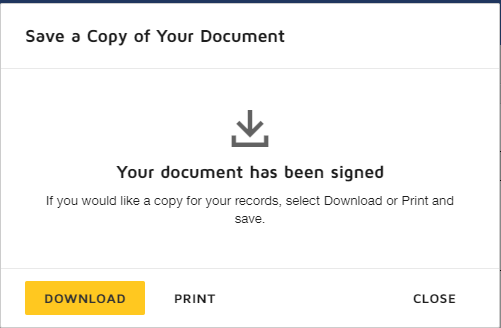 Save a Copy of Your Document
Your document has been signed
If you would like a copy for your records, select Download or Print and
save.
DOWNLOAD
PRINT
CLOSE